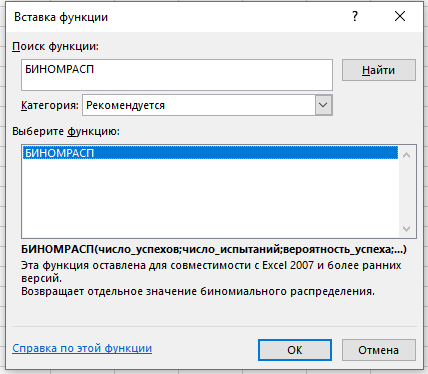 Вставка функции
?
Поиск функции:
БИНОМРАСП
Найти
Категория: Рекомендуется
Выберите функцию:
БИНОМРАСП
БИНОМРАСП(число_успехов;число_испытаний;вероятность_успеха;...)
Эта функция оставлена для совместимости с Excel 2007 и более ранних
версий.
Возвращает отдельное значение биномиального распределения.
Справка по этой функции
ОК
Отмена